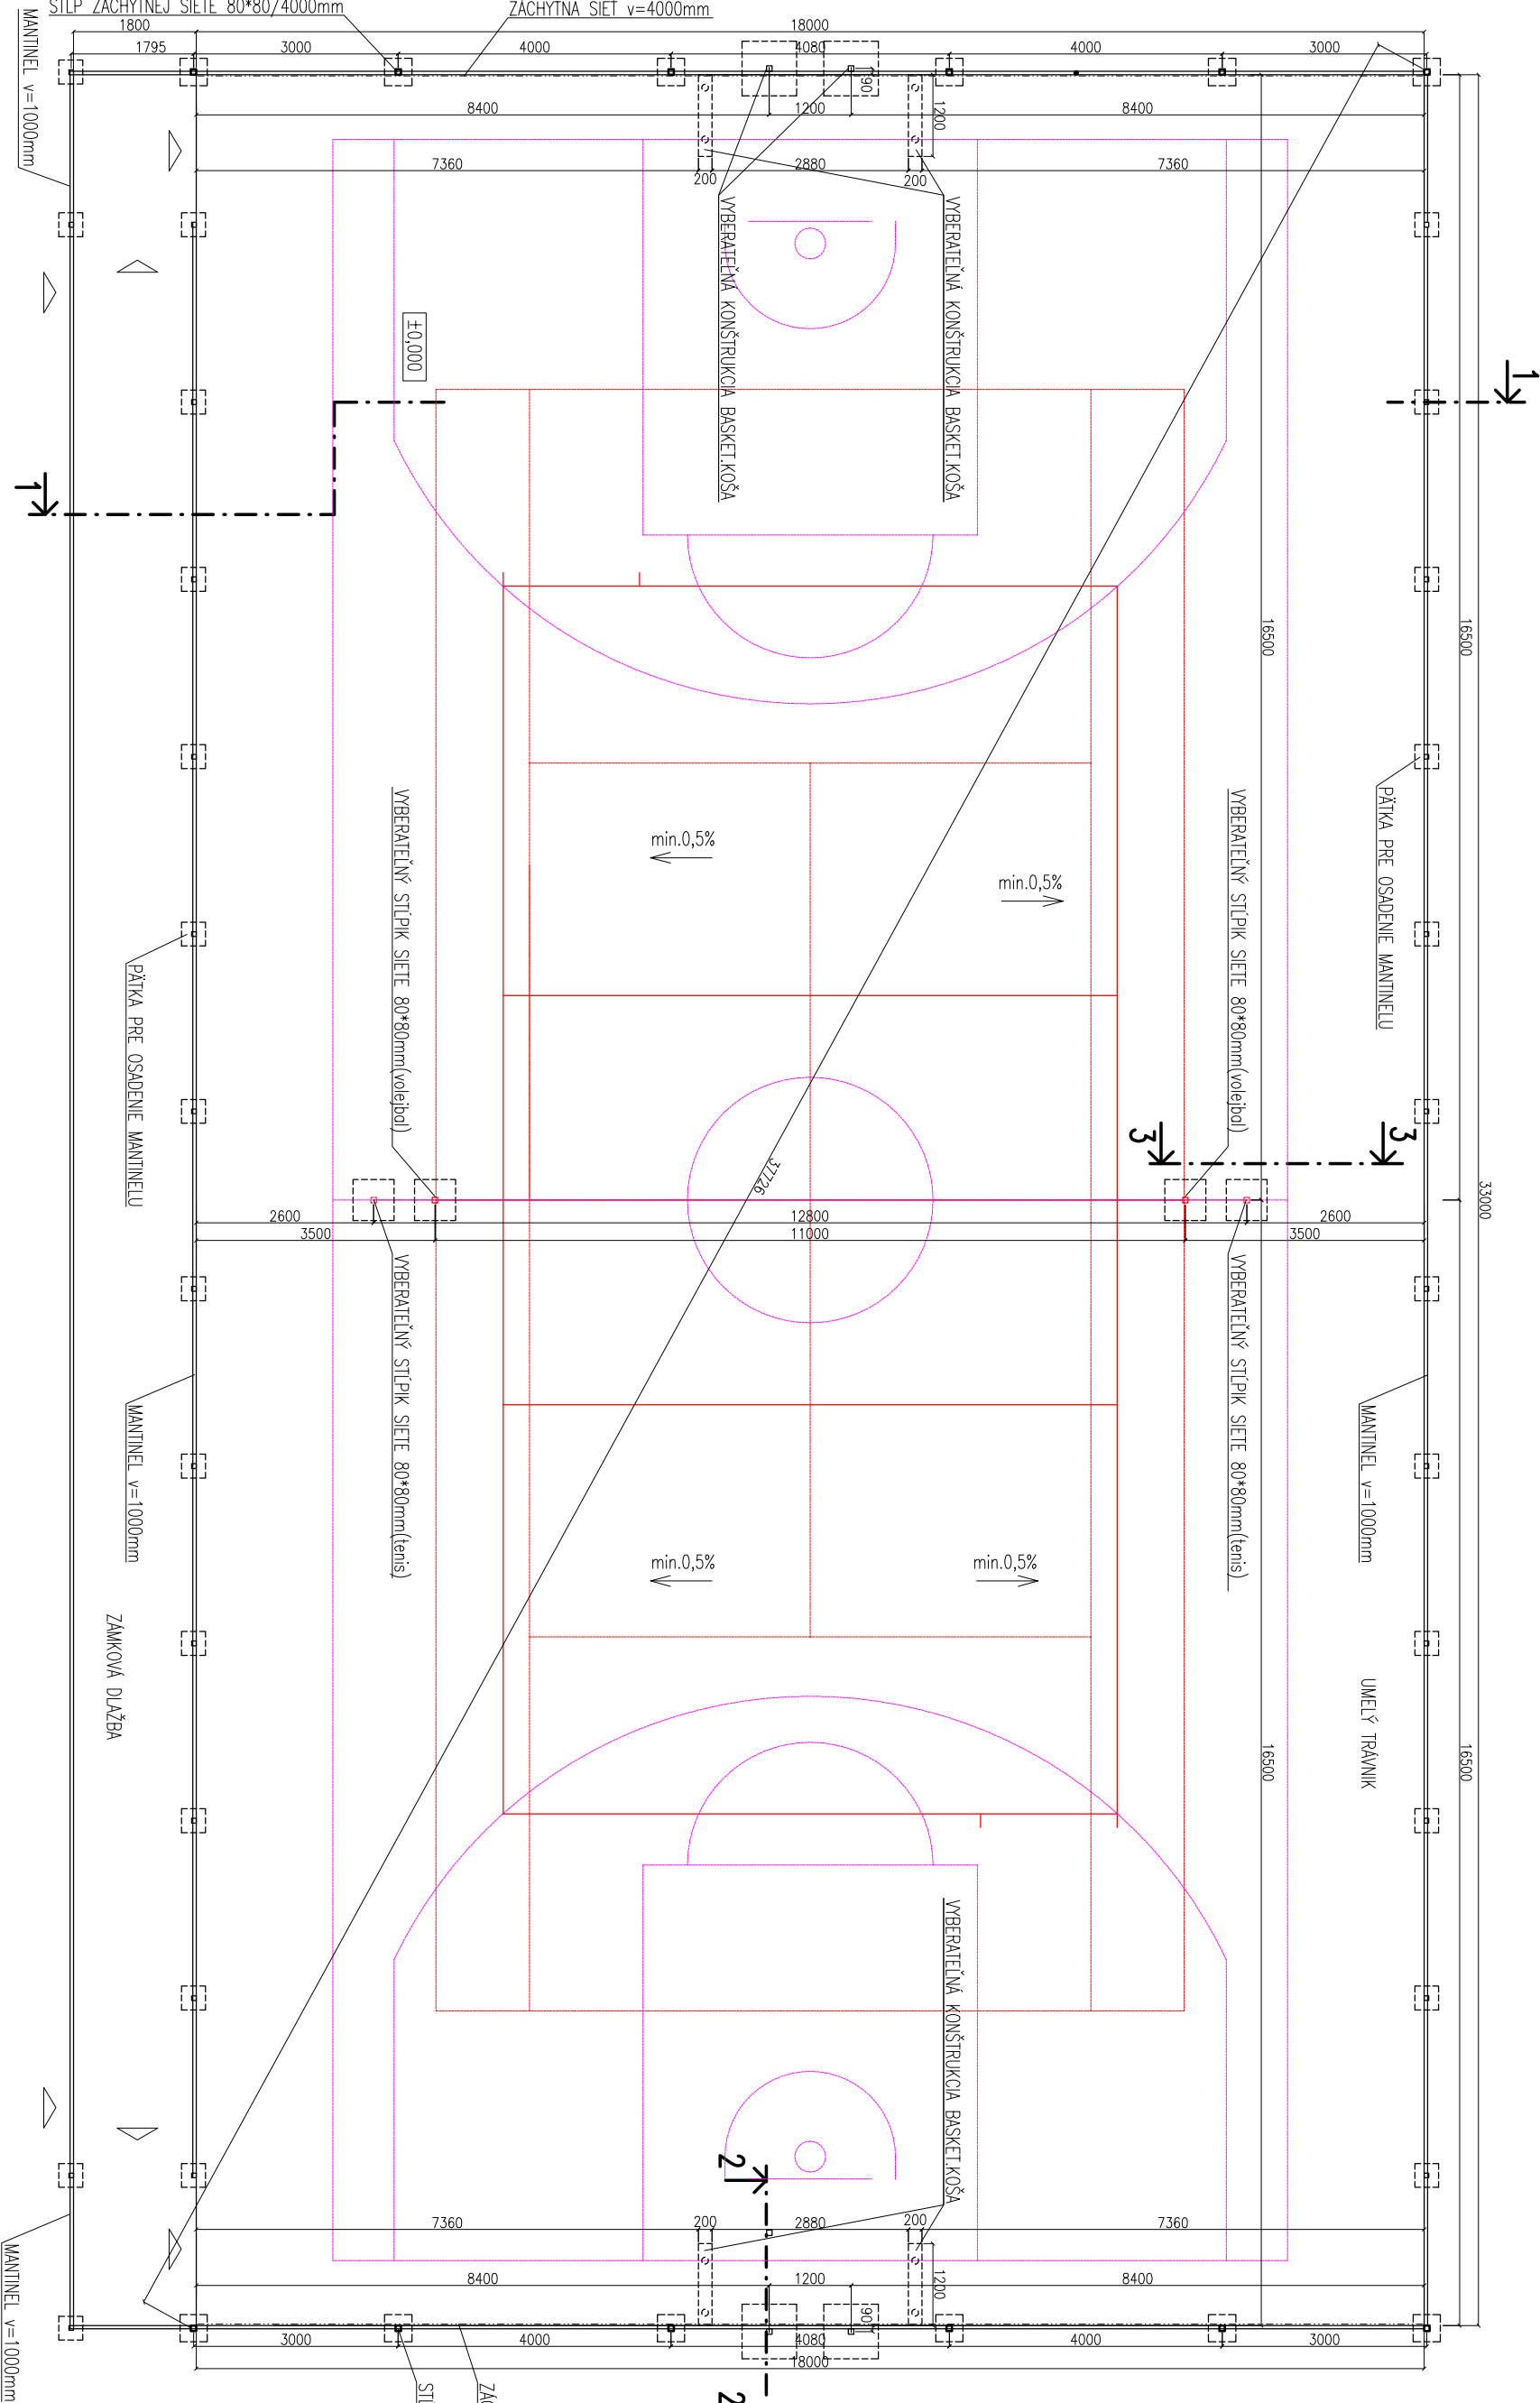 STĹP ZÁCHYTNEJ SIETE 80*80/4000mm
ZÁCHYTNÁ SIEŤ v=4000mm
1800
18000
1795
3000
4000
4080
4000
3000
MANTINEL v=1000mm
90
8400
1200
8400
1200
7360
2880
7360
200
200
VYBERATEĽNÁ KONŠTRUKCIA BASKET.KOŠA
VYBERATEĽNÁ KONŠTRUKCIA BASKET.KOŠA
±0,000
1
1
16500
16500
PÄTKA PRE OSADENIE MANTINELU
VYBERATEĽNÝ STĹPIK SIETE 80*80mm(volejbal)
VYBERATEĽNÝ STĹPIK SIETE 80*80mm(volejbal)
min.0,5%
min.0,5%
PÄTKA PRE OSADENIE MANTINELU
3
3
37726
33000
2600
12800
2600
3500
11000
3500
VYBERATEĽNÝ STĹPIK SIETE 80*80mm(tenis)
VYBERATEĽNÝ STĹPIK SIETE 80*80mm(tenis)
MANTINEL v=1000mm
MANTINEL v=1000mm
min.0,5%
min.0,5%
ZÁMKOVÁ DLAŽBA
UMELÝ TRÁVNIK
16500
16500
VYBERATEĽNÁ KONŠTRUKCIA BASKET.KOŠA
2
7360
200
2880
200
7360
MANTINEL v=1000mm
8400
1200
8400
1200
90
3000
4000
4080
4000
3000
18000
2